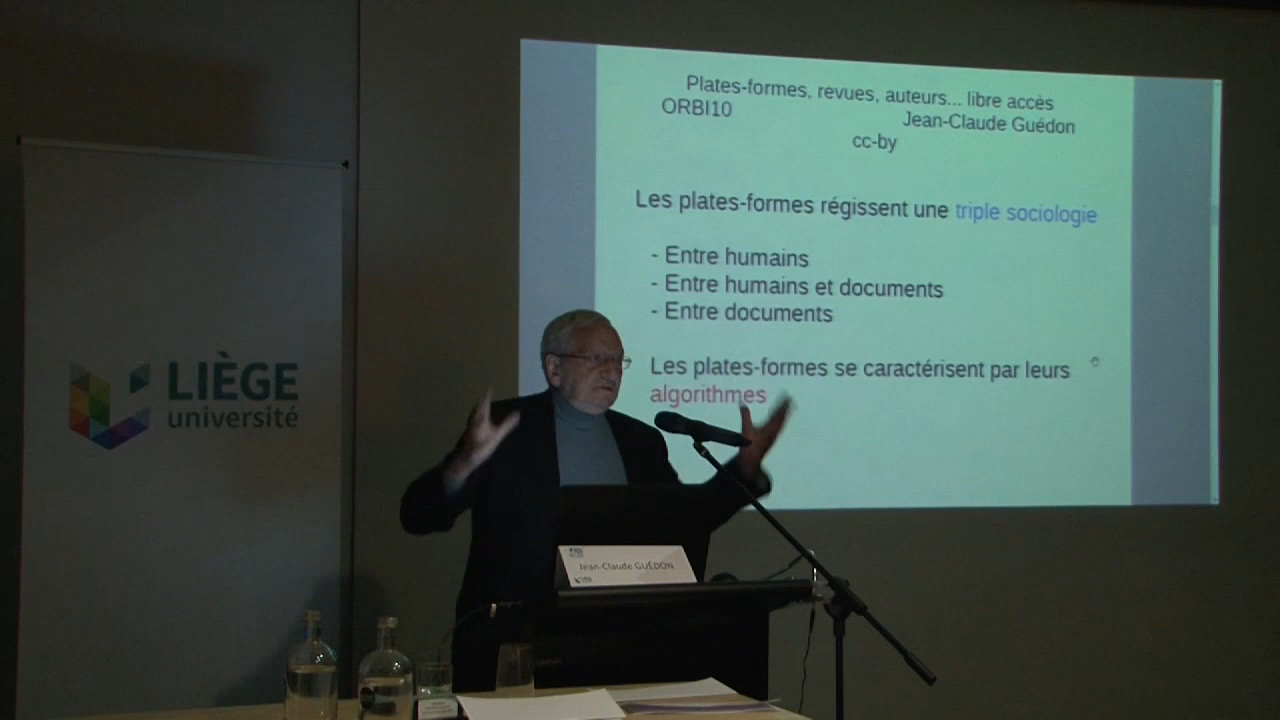 Plates-formes, revues, auteurs... libre accès
ORBI10 Jean-Claude Guédon
cc-by
Les plates-formes régissent une triple sociologie
- Entre humains
- Entre humains et documents
- Entre documents
Les plates-formes se caractérisent par leurs
algorithmes
LIÈGE
université
Jean-Claude GUÉDON